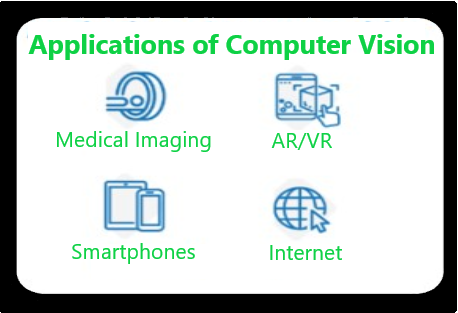 Applications of Computer Vision
Medical Imaging
AR/VR
Smartphones
Internet